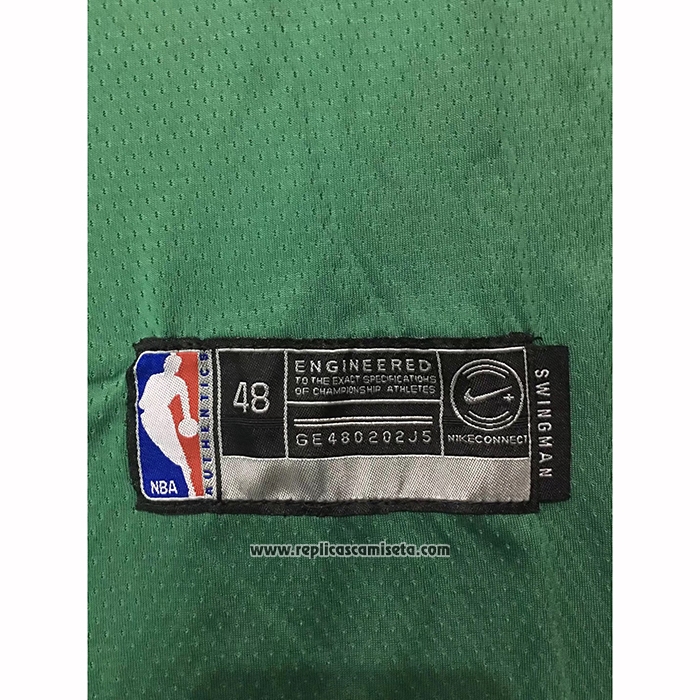 NBA
AUTHENTICS
48
ENGINEERED
TO THE EXACT SPECIFICATIONS
OF CHAMPIONSHIP ATHLETES
GE480202J5
NIKECONNECT
SWINGMAN
www.replicascamiseta.com